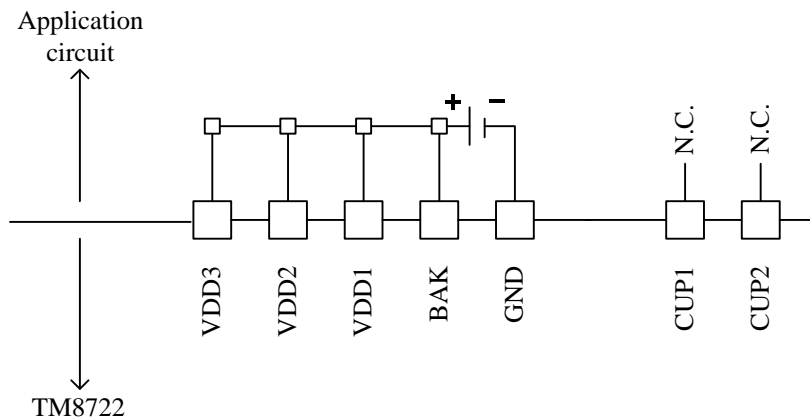 Application
circuit
+ −
N.C.
N.C.
VDD3
VDD2
VDD1
BAK
GND
CUP1
CUP2
TM8722